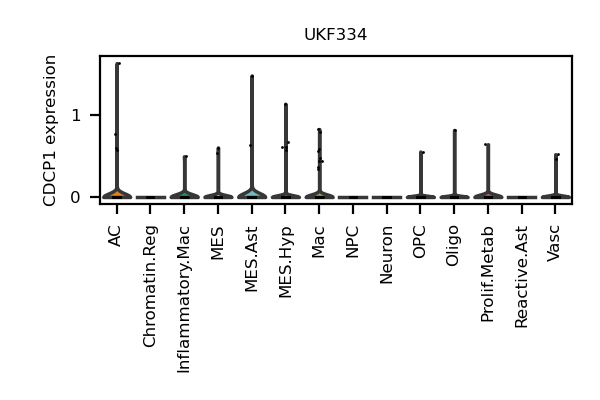 UKF334
CDCP1 expression
1
0
AC
Chromatin.Reg
Inflammatory.Mac
MES
MES.Ast
MES.Hyp
Mac
NPC
Neuron
OPC
Oligo
Prolif.Metab
Reactive.Ast
Vasc